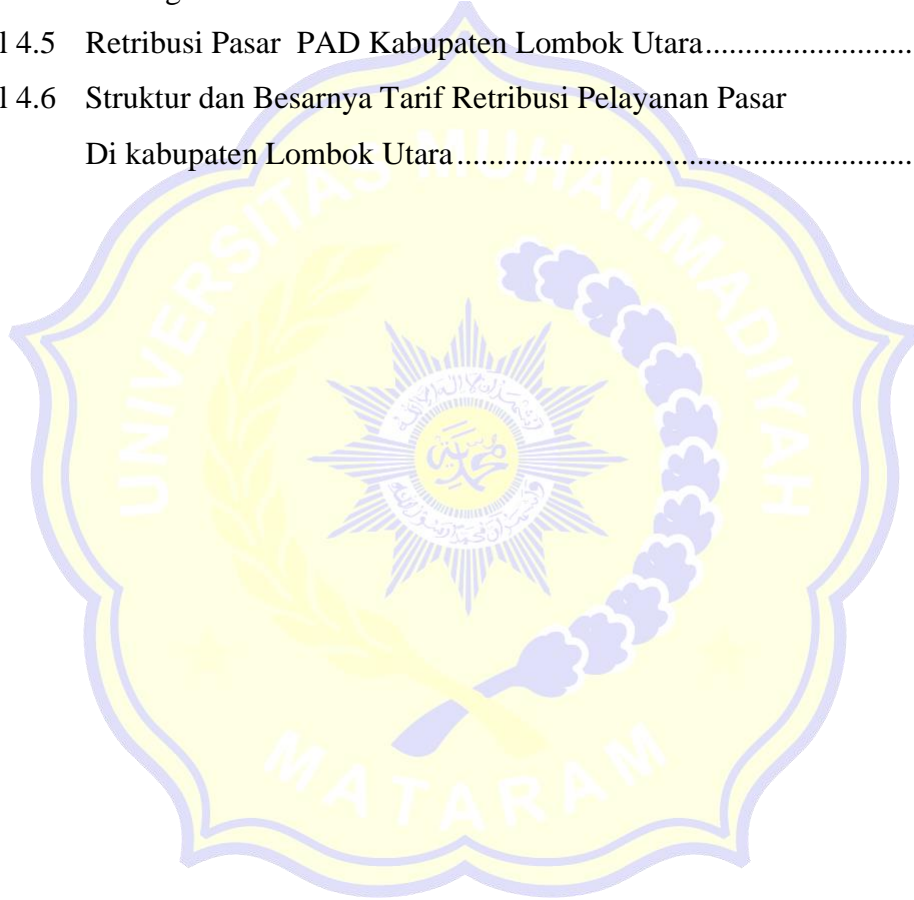 l 4.5 Retribusi Pasar PAD Kabupaten Lombok Utara..........................
l 4.6 Struktur dan Besarnya Tarif Retribusi Pelayanan Pasar
Di kabupaten Lombok Utara.........................................................
UNIVERSITAS MUHAMMADIYAH
MATARAM